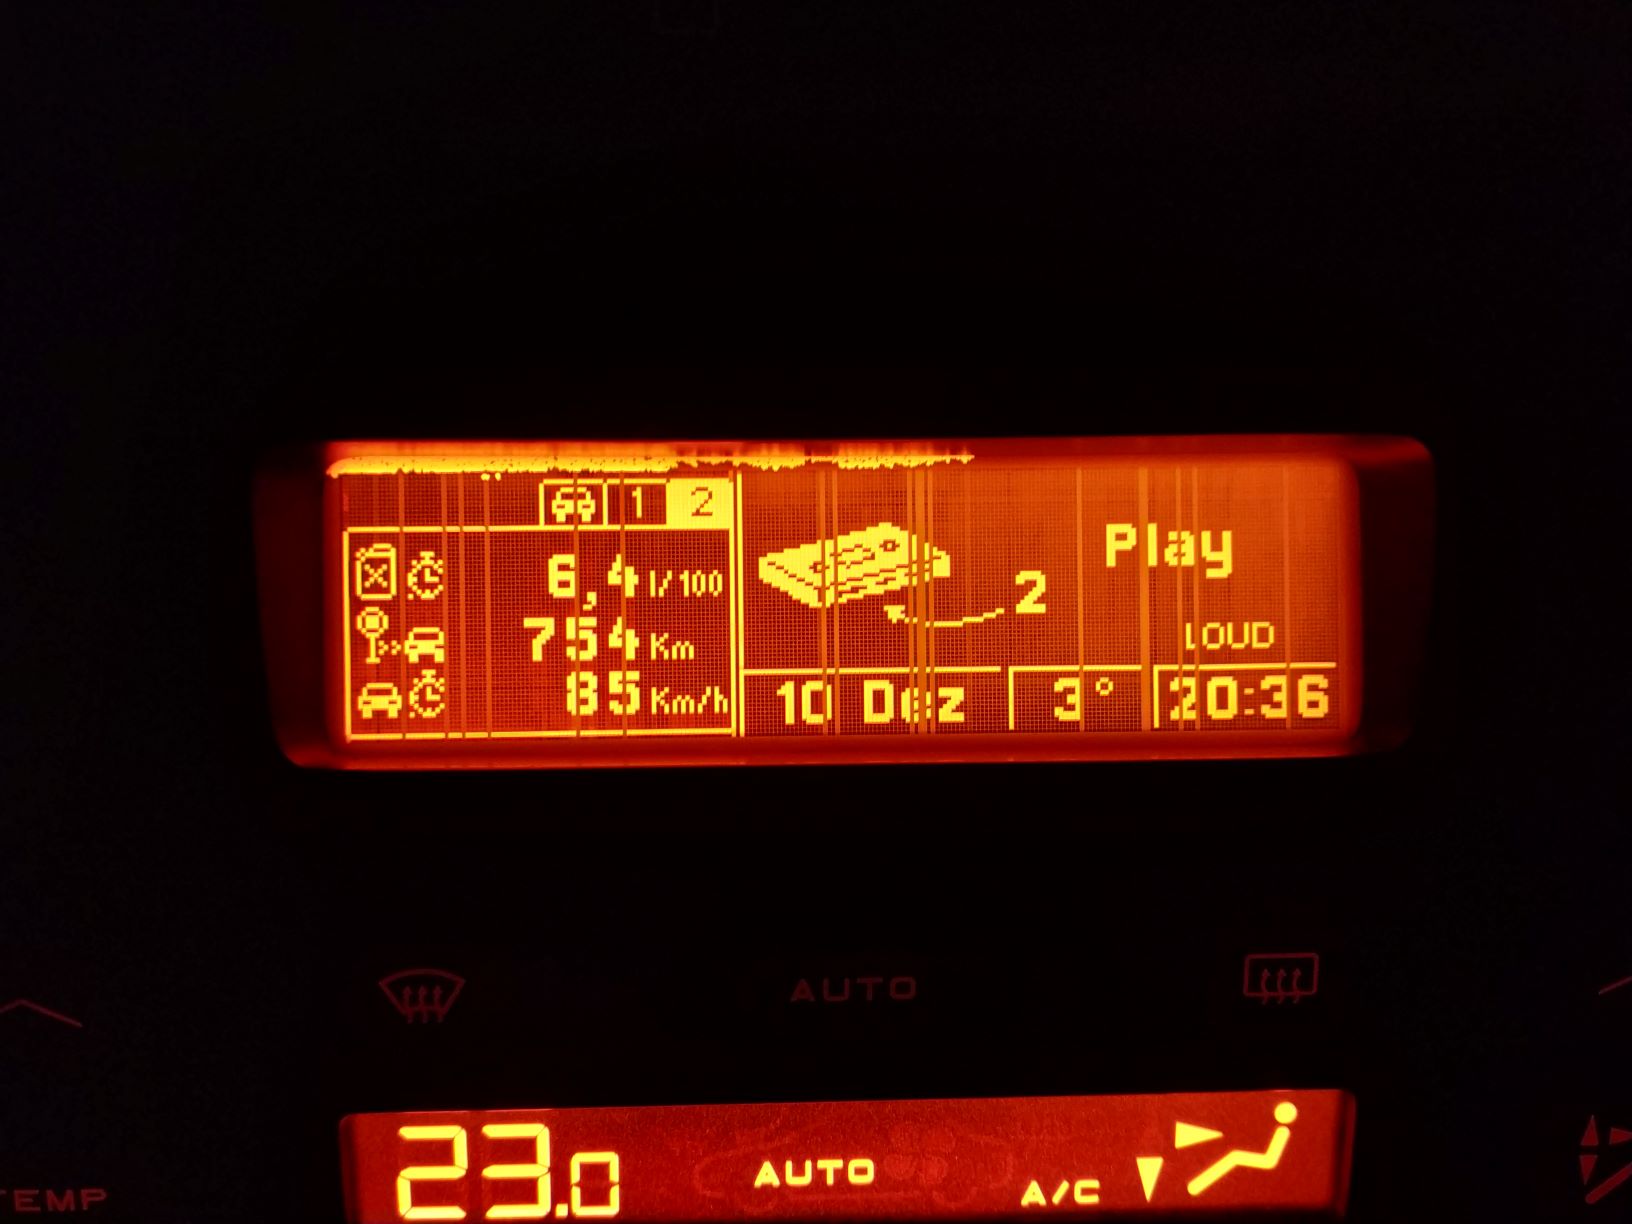 1 2
6,4 l/100
754 Km
85 Km/h
2
Play
LOUD
10 Dez 3° 20:36
AUTO
TEMP
23.0 AUTO A/C